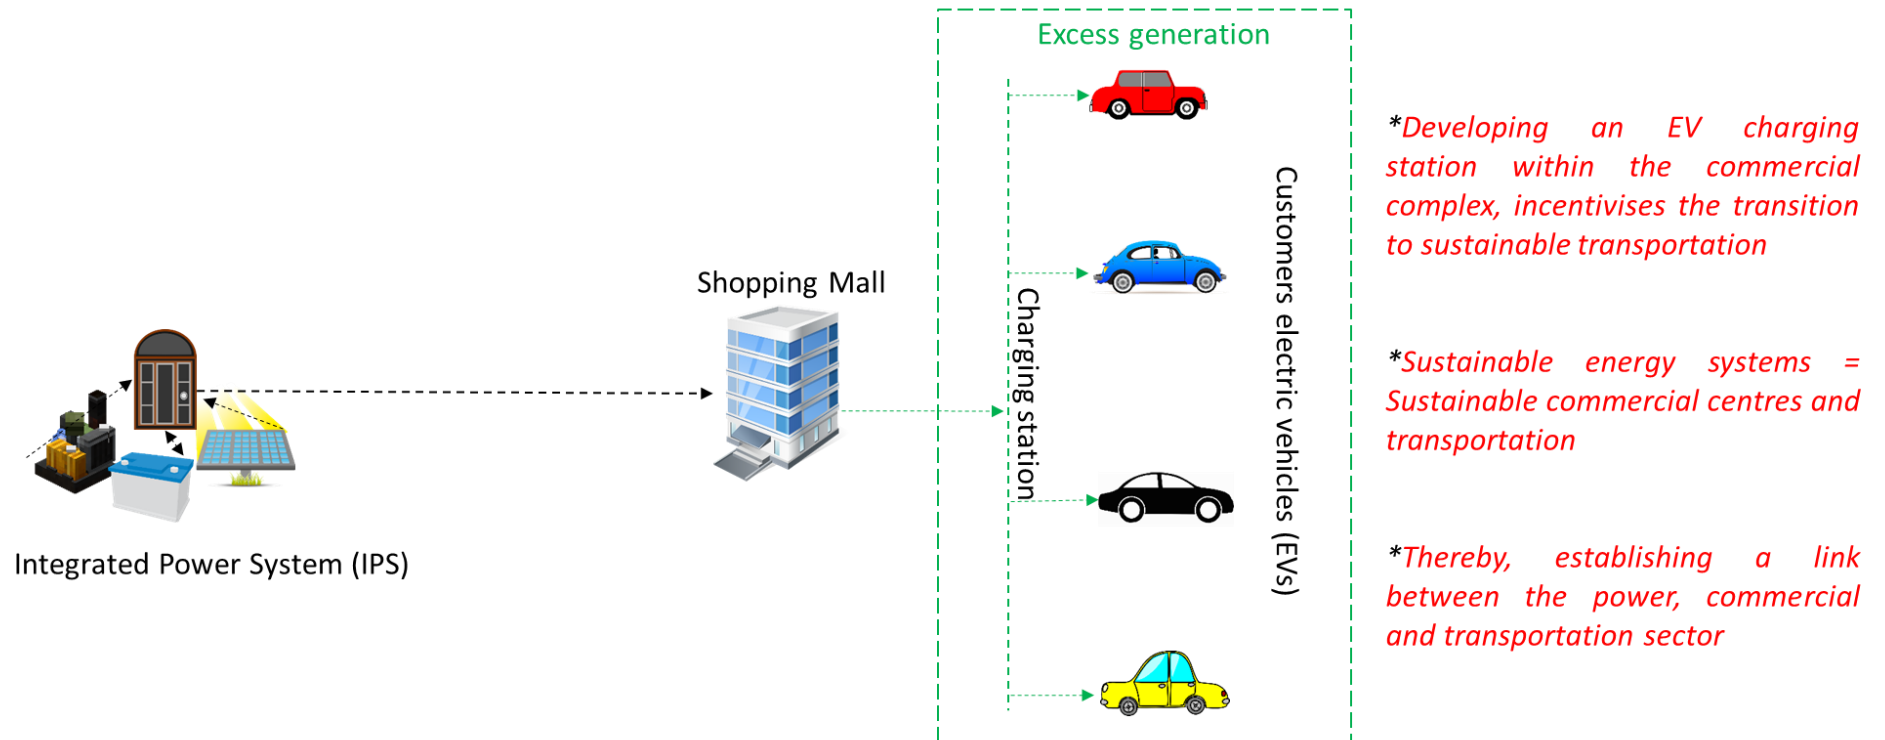 Excess generation
Shopping Mall
Charging station
Customers electric vehicles (EVs)
Integrated Power System (IPS)
*Developing an EV charging
station within the commercial
complex, incentivises the transition
to sustainable transportation
*Sustainable energy systems =
Sustainable commercial centres and
transportation
*Thereby, establishing a link
between the power, commercial
and transportation sector